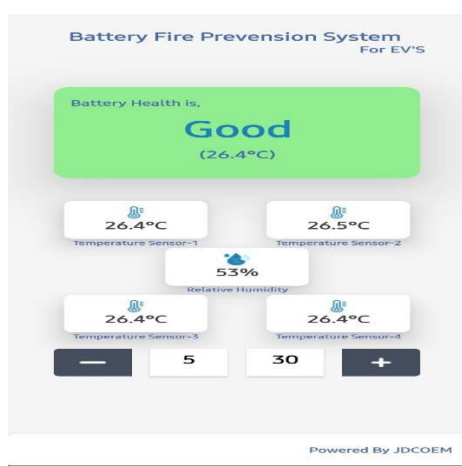 Battery Fire Prevension System
For EV'S
Battery Health is,
Good
(26.4°C)
26.4°C
Temperature Sensor-1
26.5°C
Temperature Sensor-2
53%
Relative Humidity
26.4°C
Temperature Sensor-3
26.4°C
Temperature Sensor-4
— 5 30 +
Powered By JDCOEM